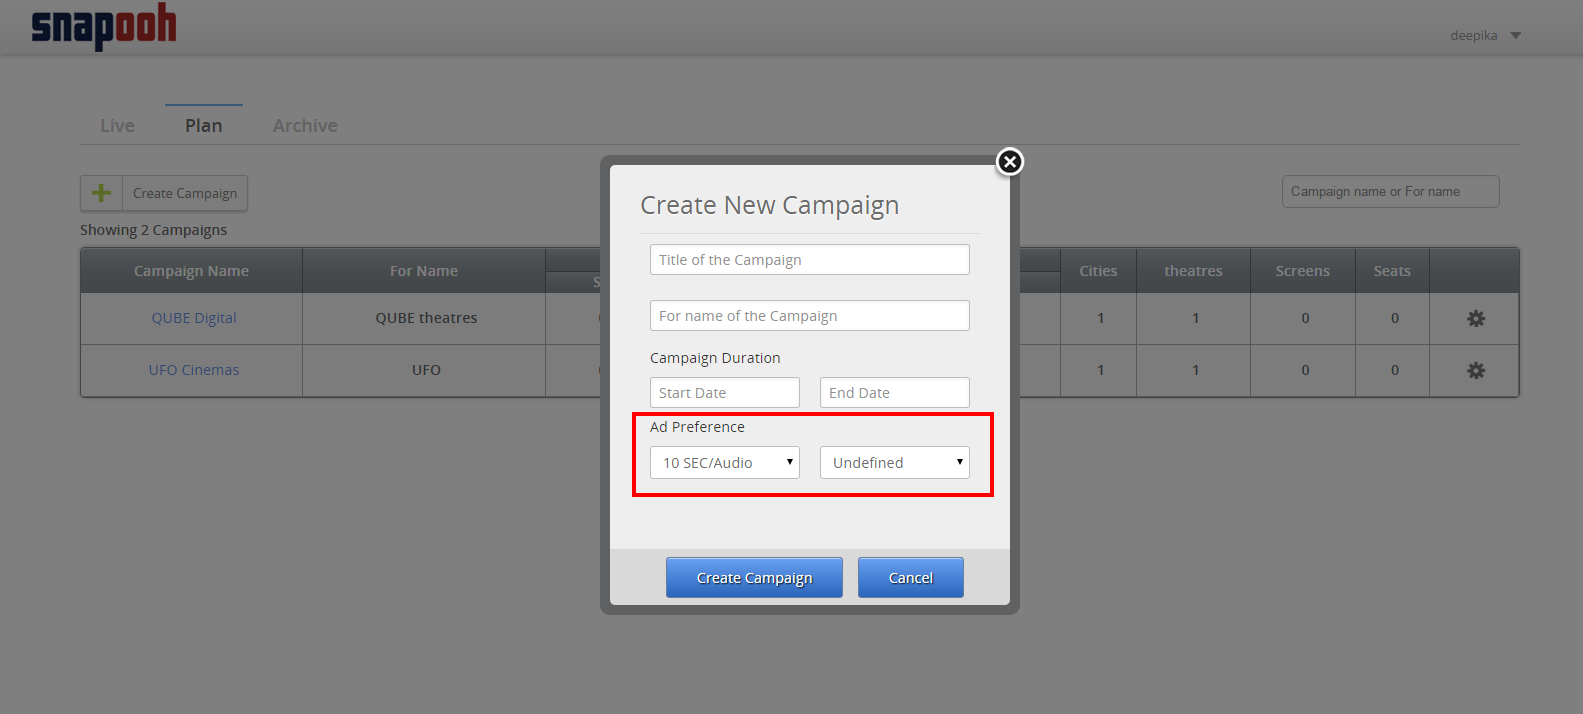 snapooh
deepika
Live Plan Archive
Create Campaign
Campaign name or For name
Showing 2 Campaigns
Campaign Name For Name S Cities theatres Screens Seats
QUBE Digital QUBE theatres 1 1 0 0
UFO Cinemas UFO 1 1 0 0
Create New Campaign
Title of the Campaign
For name of the Campaign
Campaign Duration
Start Date End Date
Ad Preference
10 SEC/Audio Undefined
Create Campaign Cancel